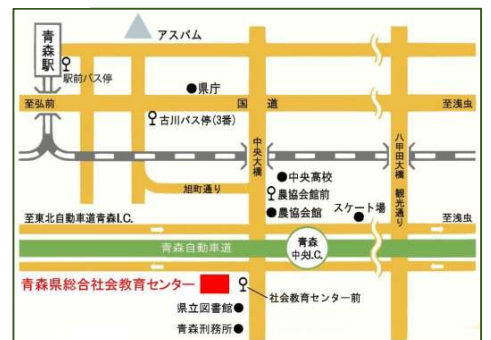 アスパム
青森駅
駅前バス停
●県庁
至弘前
国道
至浅虫
古川バス停(3番)
中央大橋
八甲田大橋
●中央高校
旭町通り
農協会館前
観光通り
●農協会館
スケート場
至東北自動車道青森I.C.
至浅虫
青森自動車道
青森中央I.C.
青森県総合社会教育センター
社会教育センター前
県立図書館●
青森刑務所●